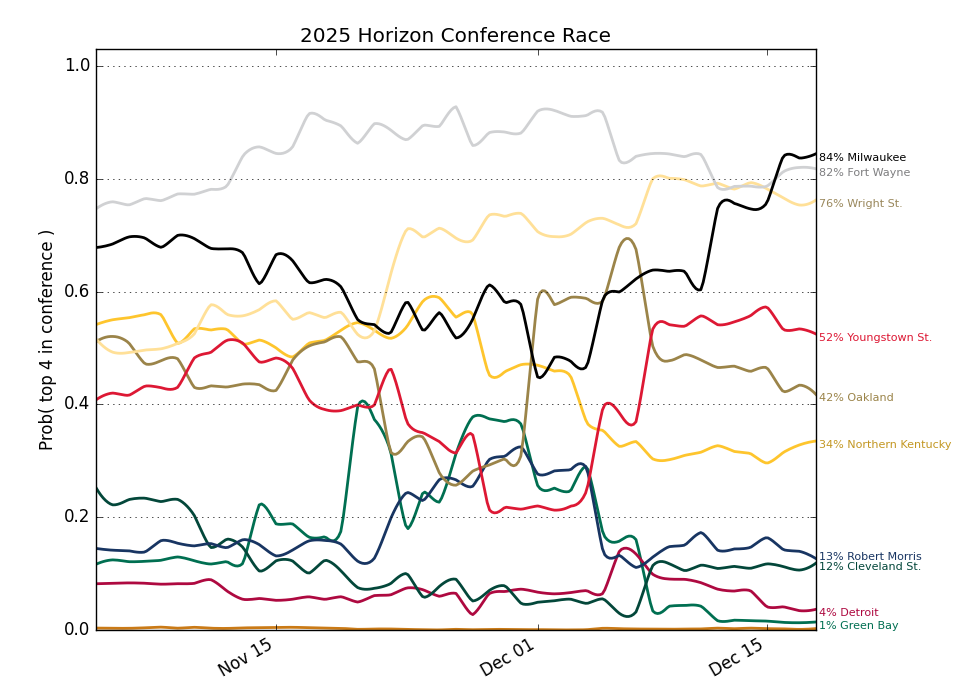 2025 Horizon Conference Race
Prob( top 4 in conference )
1.0
0.8
0.6
0.4
0.2
0.0
Nov 15
Dec 01
Dec 15
84% Milwaukee
82% Fort Wayne
76% Wright St.
52% Youngstown St.
42% Oakland
34% Northern Kentucky
13% Robert Morris
12% Cleveland St.
4% Detroit
1% Green Bay